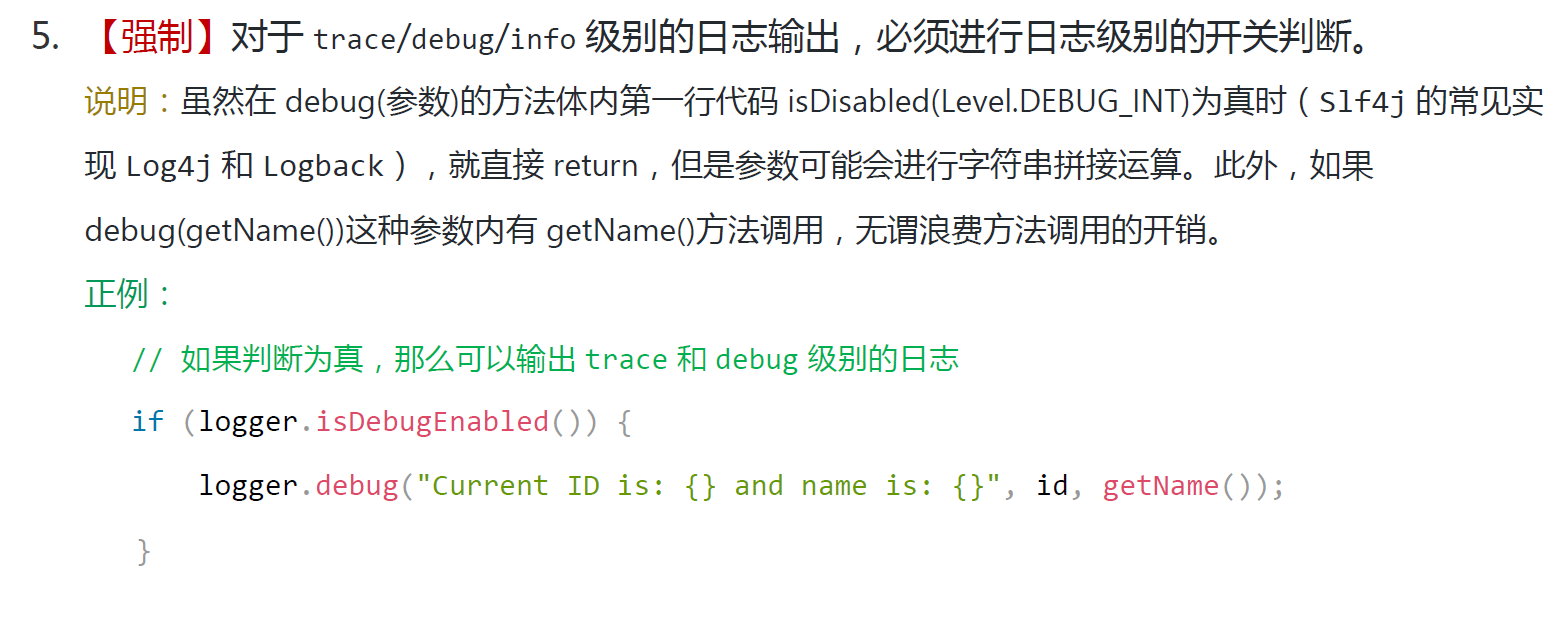 5. 【强制】对于 trace/debug/info 级别的日志输出，必须进行日志级别的开关判断。
说明：虽然在 debug(参数)的方法体内第一行代码 isDisabled(Level.DEBUG_INT)为真时（Slf4j 的常见实
现 Log4j 和 Logback），就直接 return，但是参数可能会进行字符串拼接运算。此外，如果
debug(getName())这种参数内有 getName()方法调用，无谓浪费方法调用的开销。
正例：
// 如果判断为真，那么可以输出 trace 和 debug 级别的日志
if (logger.isDebugEnabled()) {
logger.debug("Current ID is: {} and name is: {}", id, getName());
}